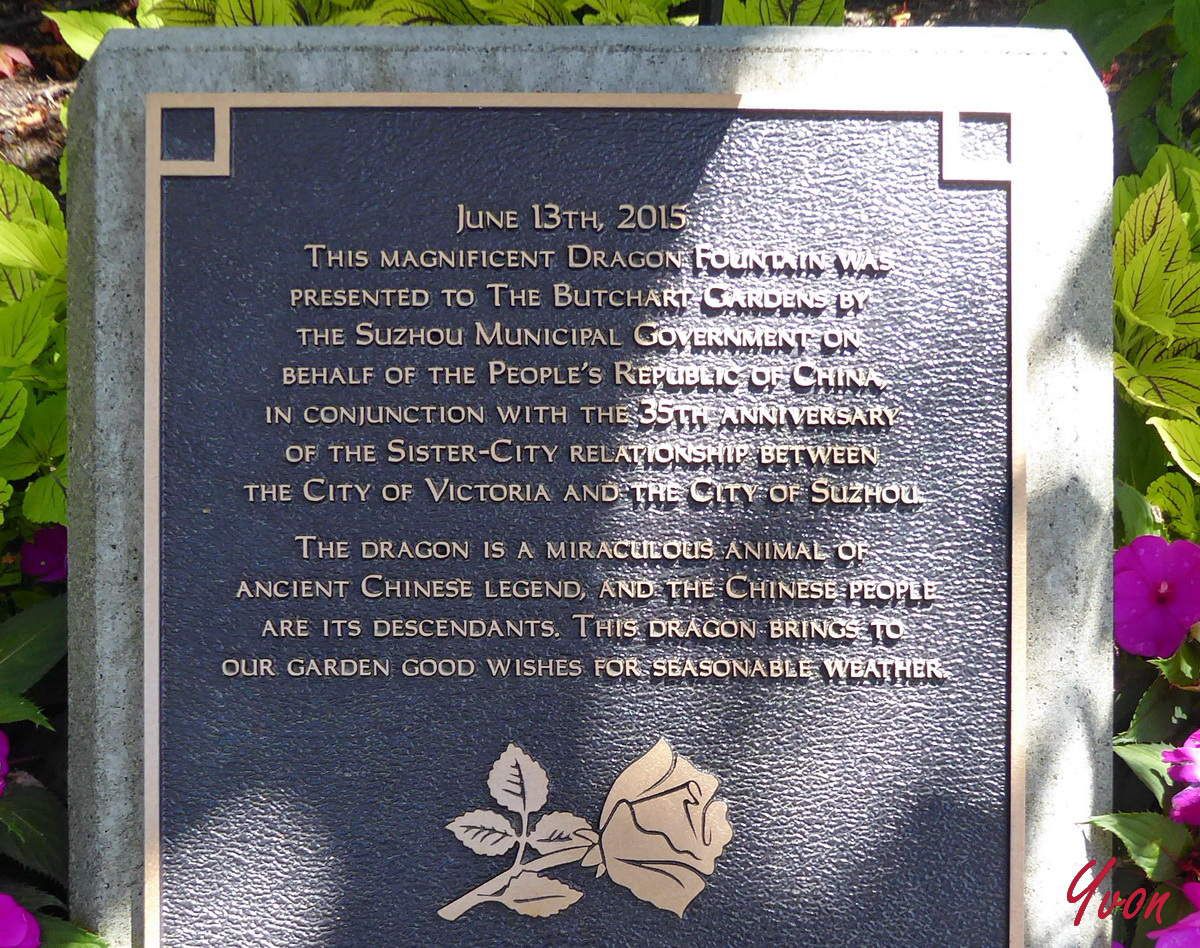 June 13th, 2015
This magnificent Dragon Fountain was
presented to The Butchart Gardens by
the Suzhou Municipal Government on
behalf of the People's Republic of China,
in conjunction with the 35th anniversary
of the Sister-City relationship between
the City of Victoria and the City of Suzhou.
The dragon is a miraculous animal of
ancient Chinese legend, and the Chinese people
are its descendants. This dragon brings to
our garden good wishes for seasonable weather.
Yvon